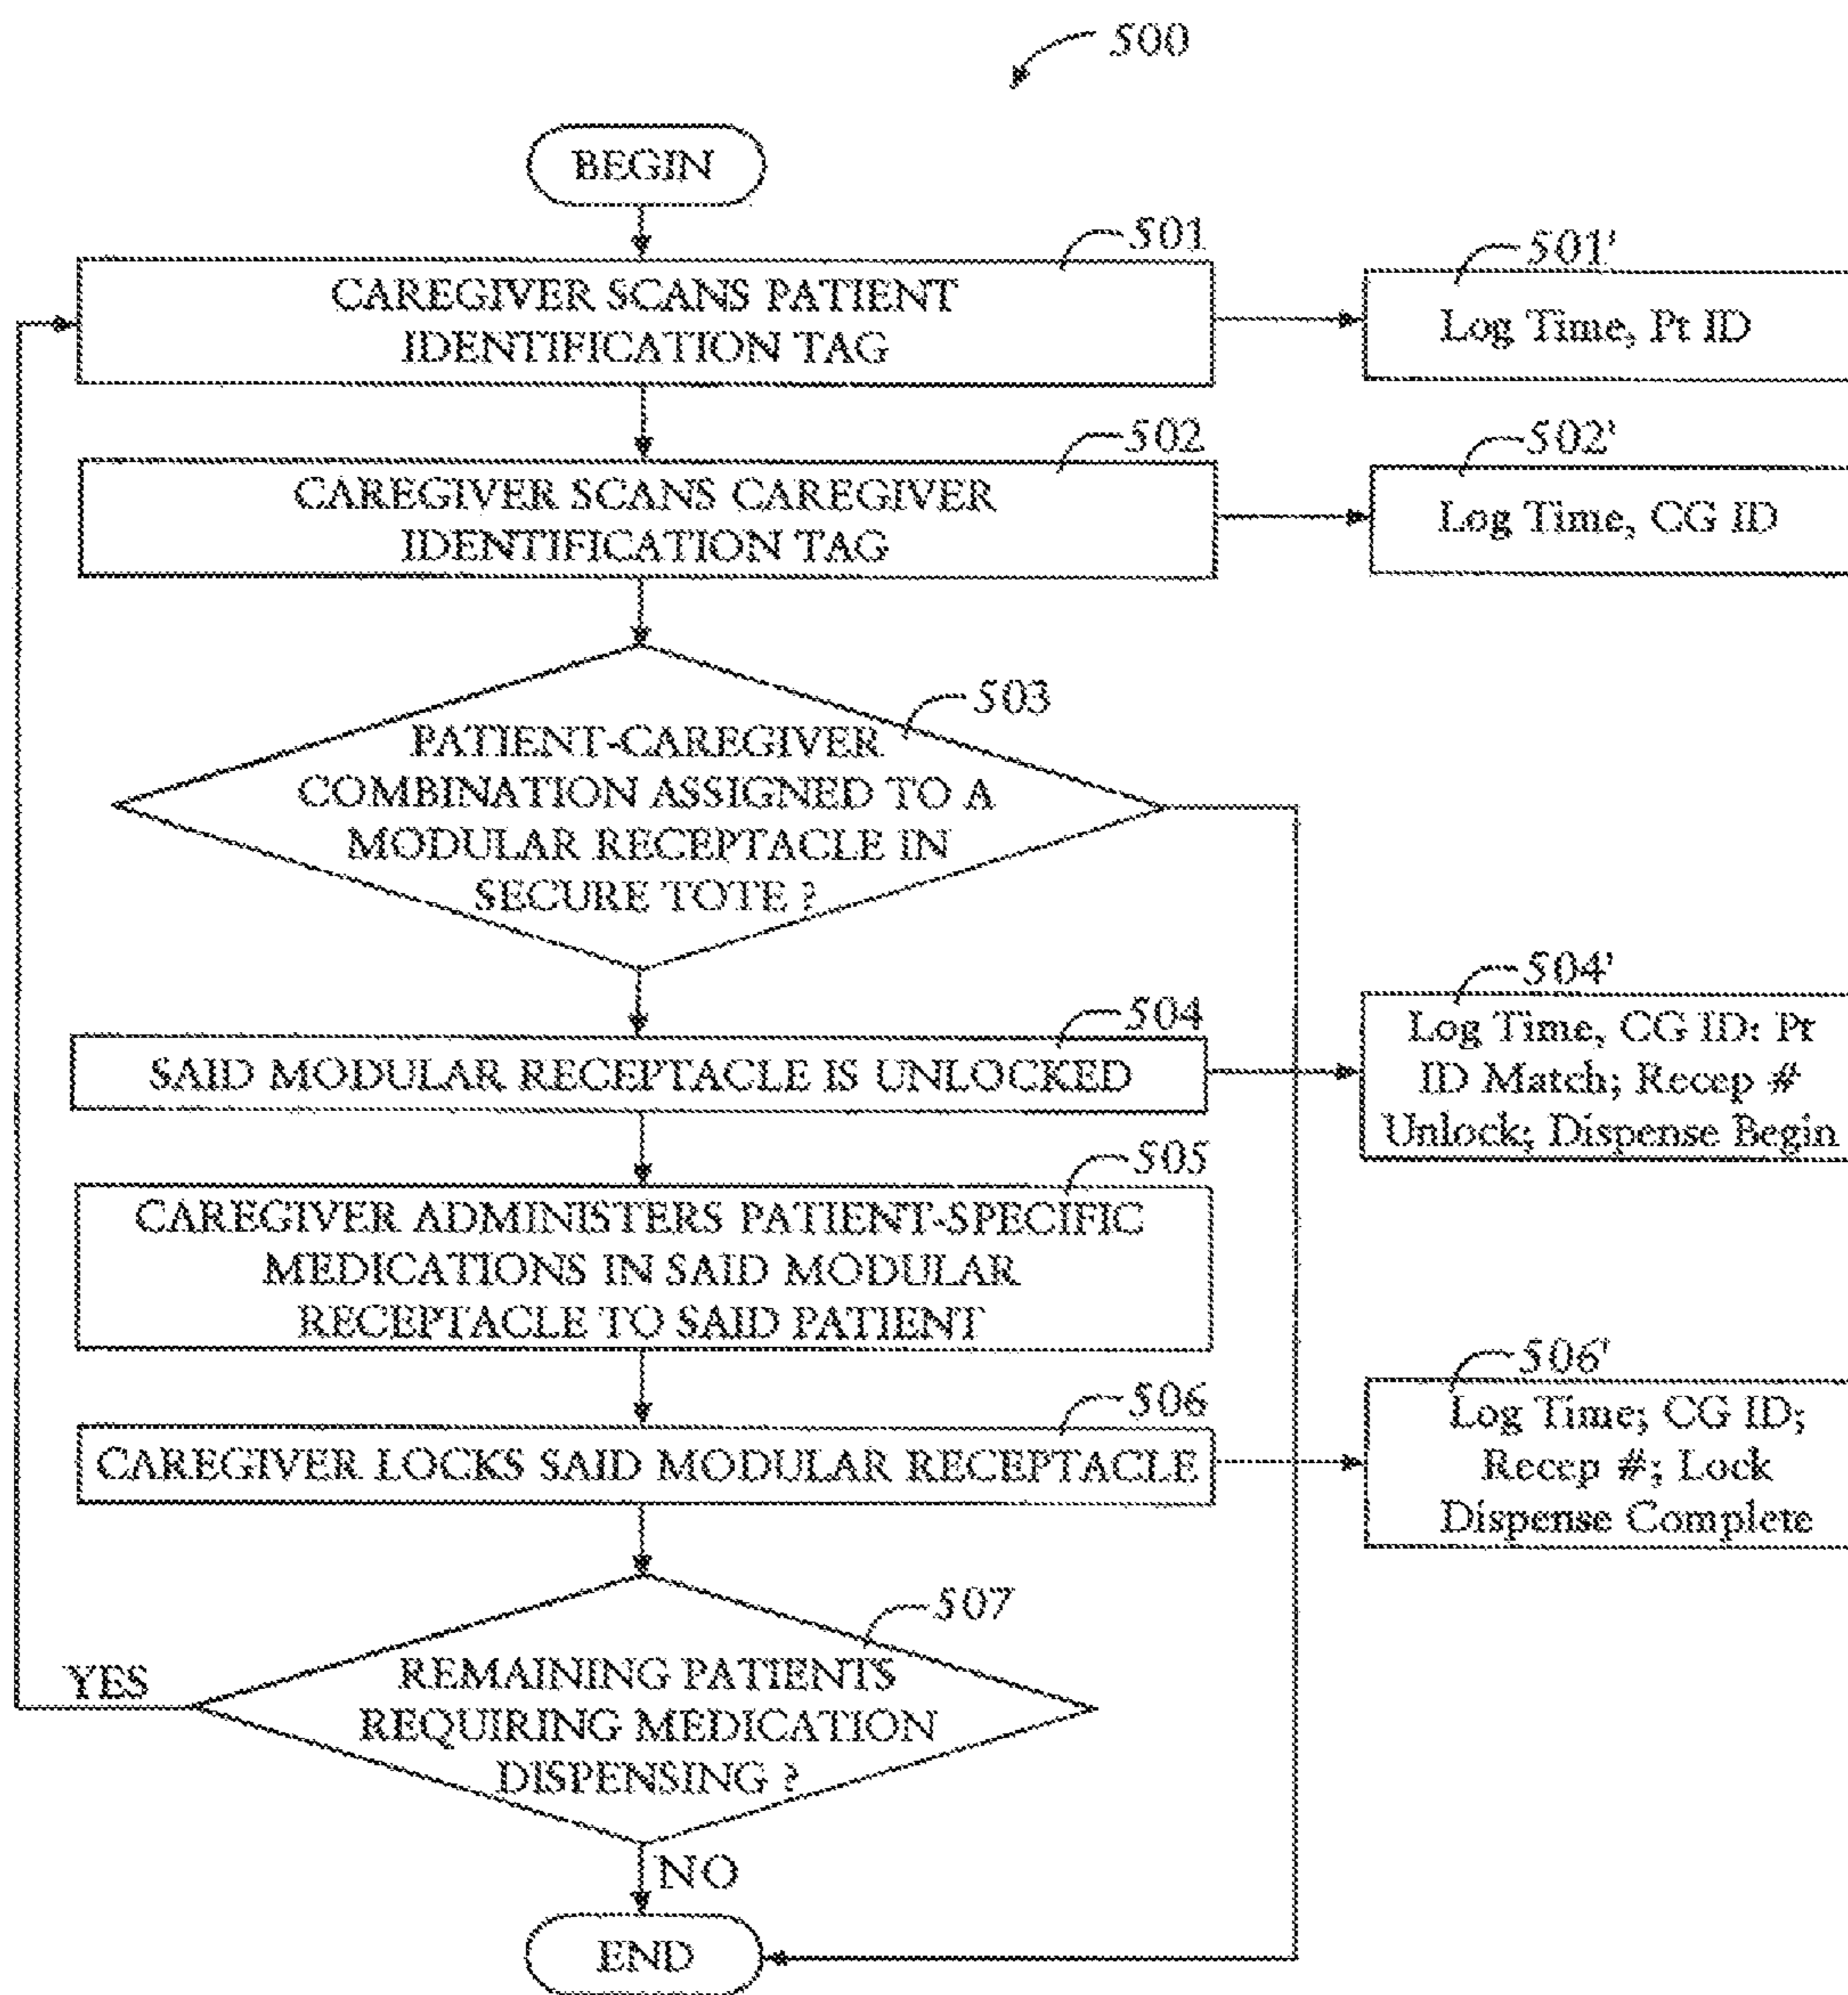 500
BEGIN
501
CAREGIVER SCANS PATIENT
IDENTIFICATION TAG
501'
Log Time, Pt ID
502
CAREGIVER SCANS CAREGIVER
IDENTIFICATION TAG
502'
Log Time, CG ID
503
PATIENT-CAREGIVER
COMBINATION ASSIGNED TO A
MODULAR RECEPTACLE IN
SECURE TOTE ?
504
SAID MODULAR RECEPTACLE IS UNLOCKED
504'
Log Time, CG ID: Pt
ID Match; Recep #
Unlock; Dispense Begin
505
CAREGIVER ADMINISTERS PATIENT-SPECIFIC
MEDICATIONS IN SAID MODULAR
RECEPTACLE TO SAID PATIENT
506
CAREGIVER LOCKS SAID MODULAR RECEPTACLE
506'
Log Time; CG ID;
Recep #; Lock
Dispense Complete
507
REMAINING PATIENTS
REQUIRING MEDICATION
DISPENSING ?
YES
NO
END